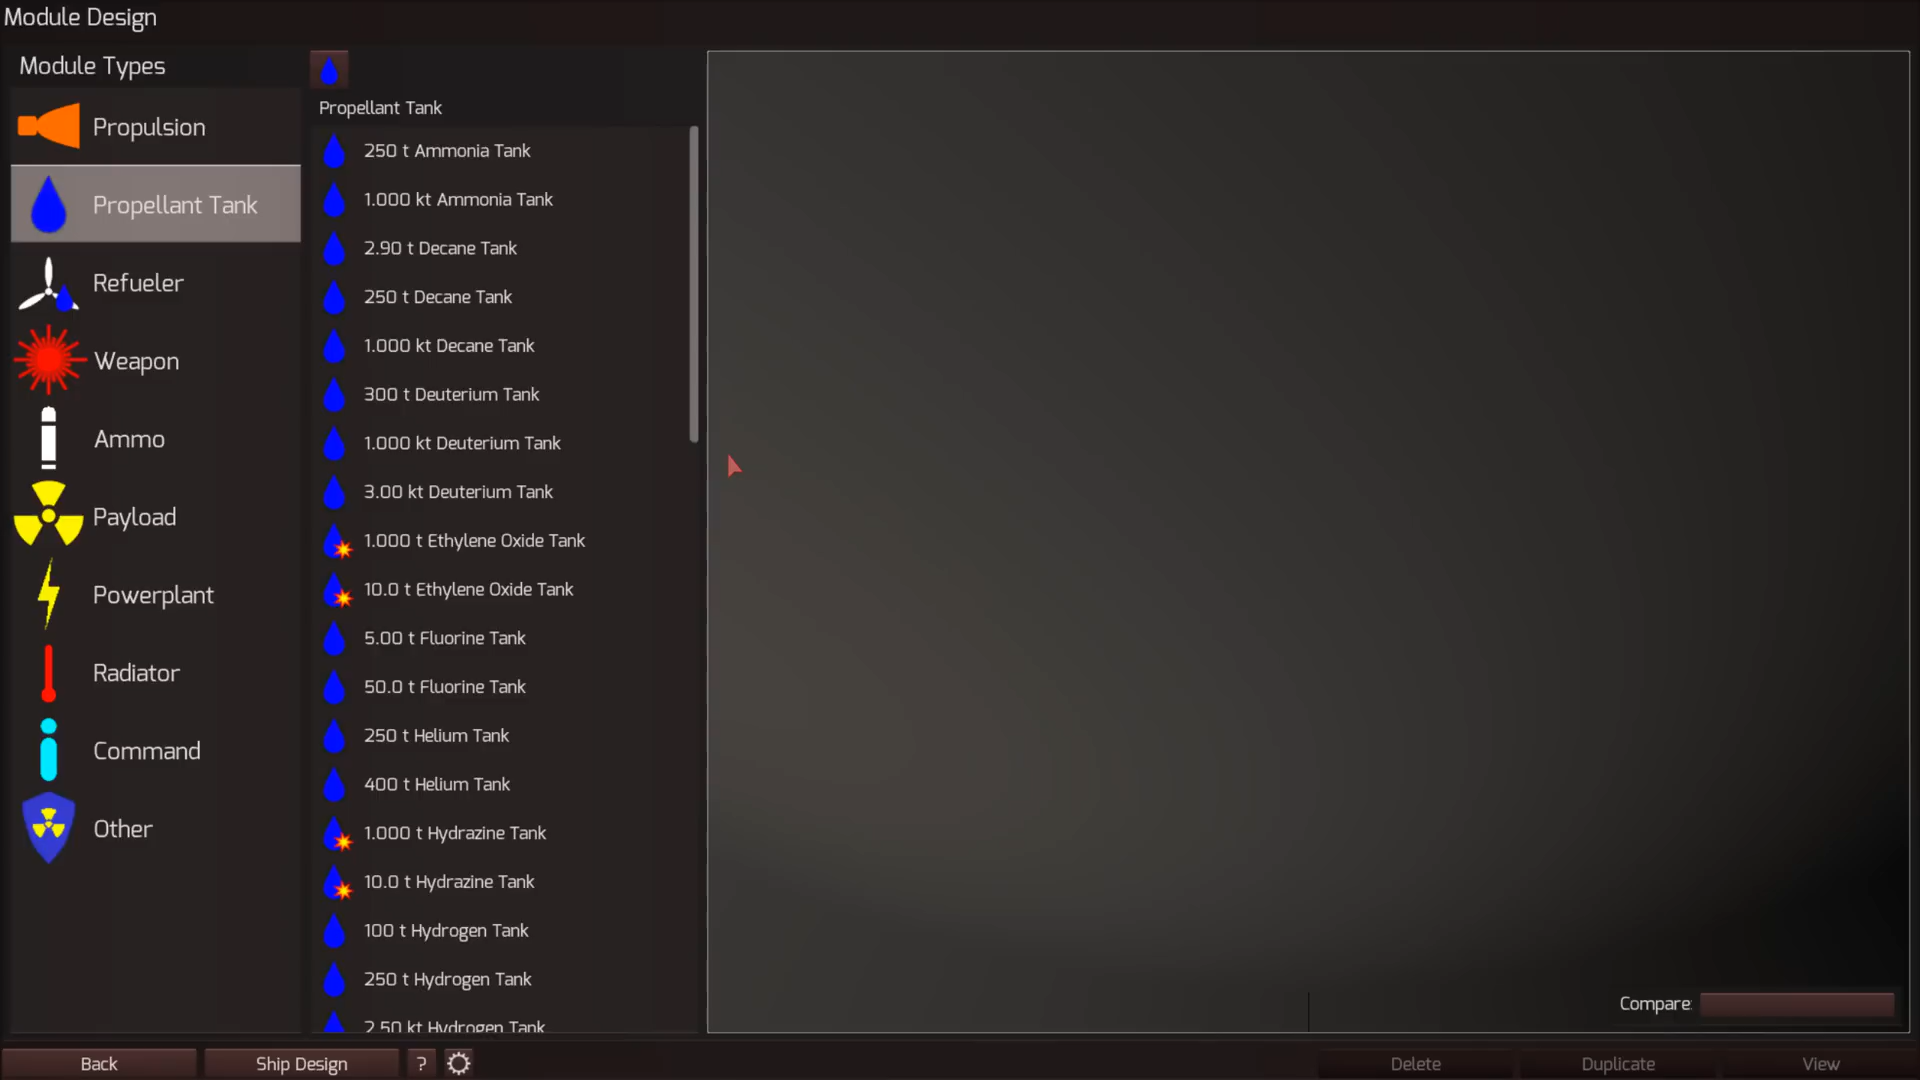 Module Design
Module Types
Propulsion
Propellant Tank
Refueler
Weapon
Ammo
Payload
Powerplant
Radiator
Command
Other
Propellant Tank
250 t Ammonia Tank
1.000 kt Ammonia Tank
2.90 t Decane Tank
250 t Decane Tank
1.000 kt Decane Tank
300 t Deuterium Tank
1.000 kt Deuterium Tank
3.00 kt Deuterium Tank
1.000 t Ethylene Oxide Tank
10.0 t Ethylene Oxide Tank
5.00 t Fluorine Tank
50.0 t Fluorine Tank
250 t Helium Tank
400 t Helium Tank
1.000 t Hydrazine Tank
10.0 t Hydrazine Tank
100 t Hydrogen Tank
250 t Hydrogen Tank
2.50 kt Hydrogen Tank
Compare:
Back
Ship Design
?
Delete
Duplicate
View